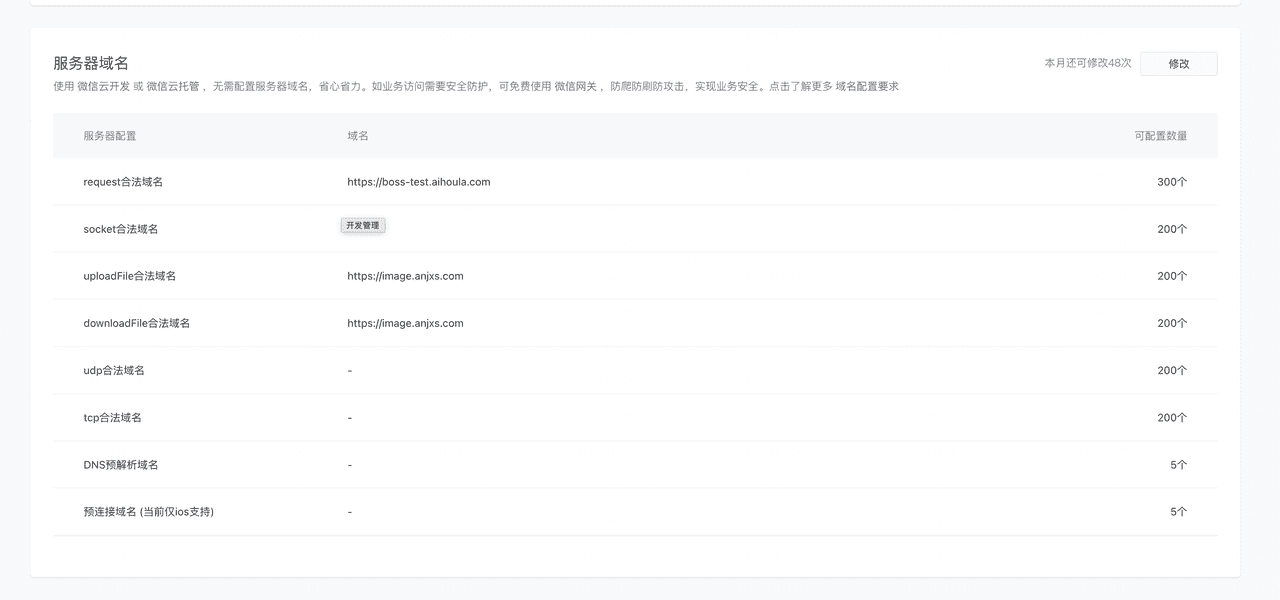 服务器域名
本月还可修改48次 修改
使用 微信云开发 或 微信云托管 ，无需配置服务器域名，省心省力。如业务访问需要安全防护，可免费使用 微信网关 ，防爬防刷防攻击，实现业务安全。点击了解更多 域名配置要求
服务器配置 域名 可配置数量
request合法域名 https://boss-test.aihoula.com 300个
socket合法域名 开发管理 200个
uploadFile合法域名 https://image.anjxs.com 200个
downloadFile合法域名 https://image.anjxs.com 200个
udp合法域名 - 200个
tcp合法域名 - 200个
DNS预解析域名 - 5个
预连接域名 (当前仅ios支持) - 5个